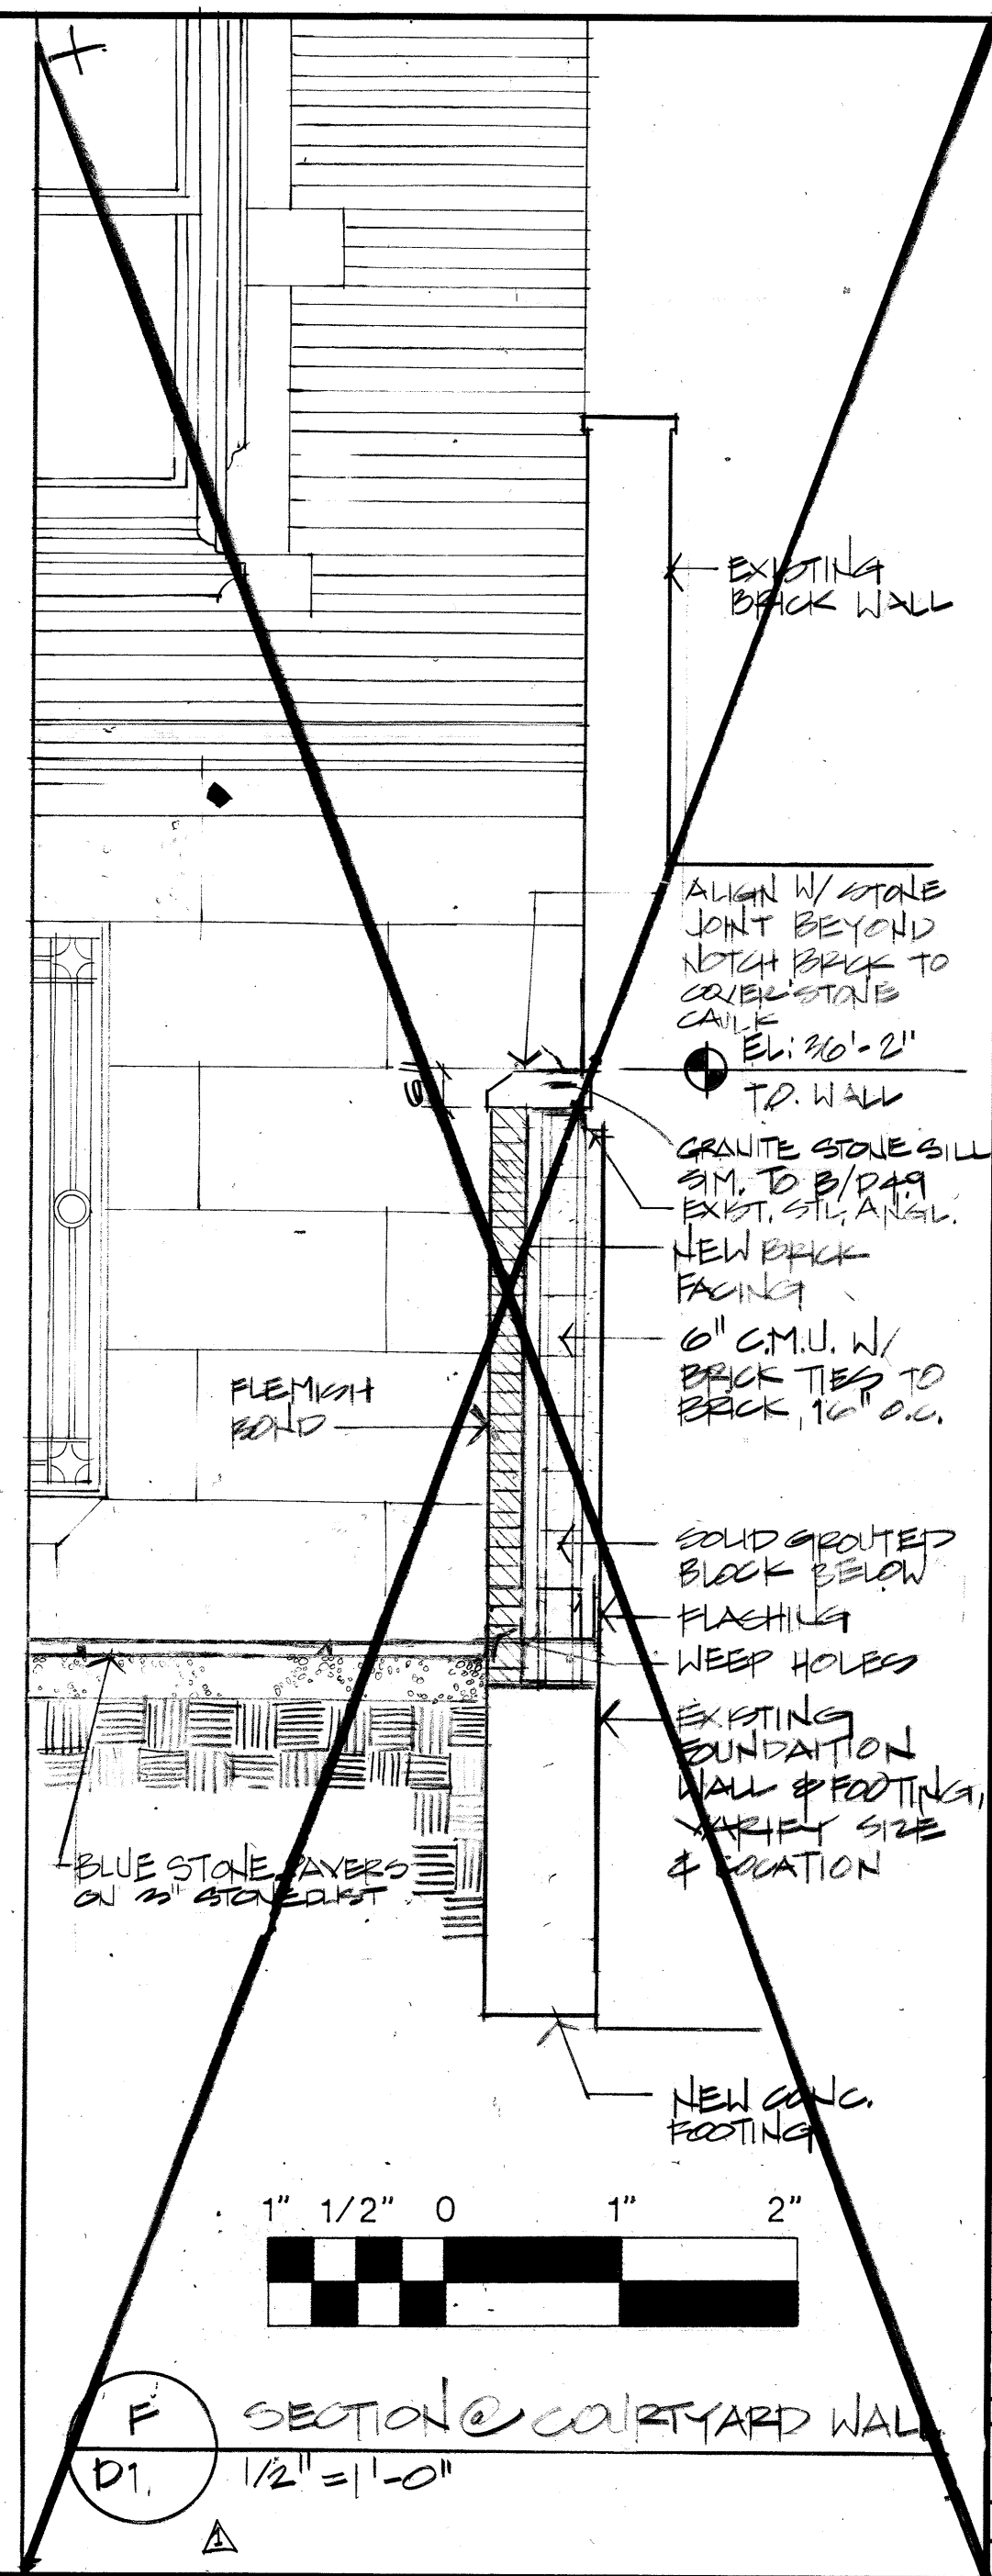 EXISTING
BRICK WALL
ALIGN W/ STONE
JOINT BEYOND
NOTCH BRICK TO
COVER STONE
CAULK
EL: 36'-2"
T.O. WALL
6"
GRANITE STONE SILL
SIM. TO B/D49
EXIST. STL. ANGL.
NEW BRICK
FACING
6" C.M.U. W/
BRICK TIES TO
BRICK, 16" O.C.
FLEMISH
BOND
SOLID GROUTED
BLOCK BELOW
FLASHING
WEEP HOLES
EXISTING
FOUNDAITION
WALL & FOOTING,
VARIFY SIZE
& LOCATION
BLUE STONE PAVERS
ON 3" STONEDUST
NEW CONC.
FOOTING
1" 1/2" 0 1" 2"
F SECTION @ COURTYARD WALL
D1. 1/2" = 1'-0"
1